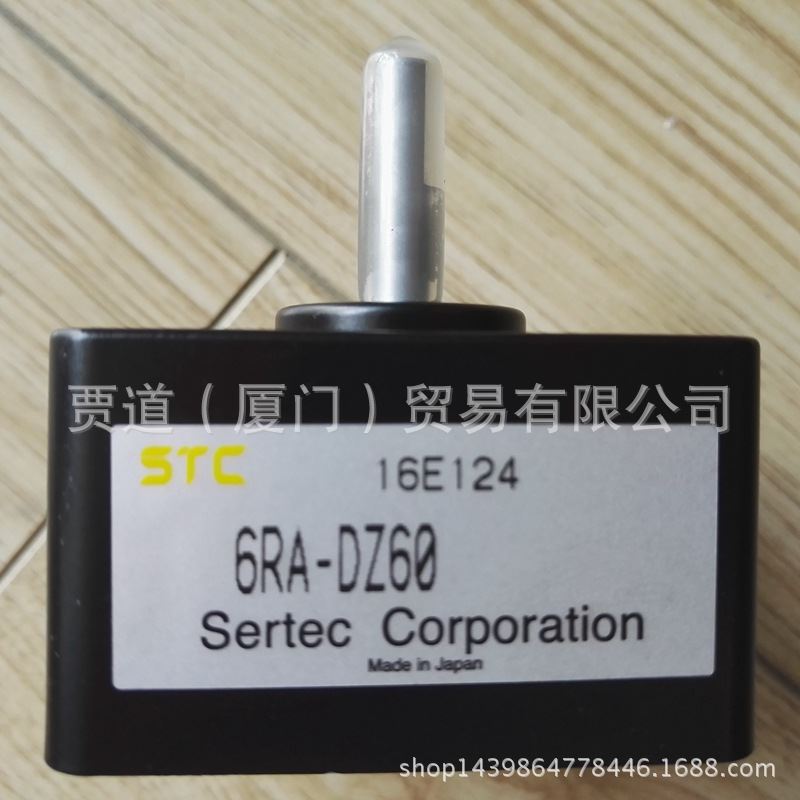 贾道（厦门）贸易有限公司
STC 16E124
6RA-DZ60
Sertec Corporation
Made in Japan
shop1439864778446.1688.com